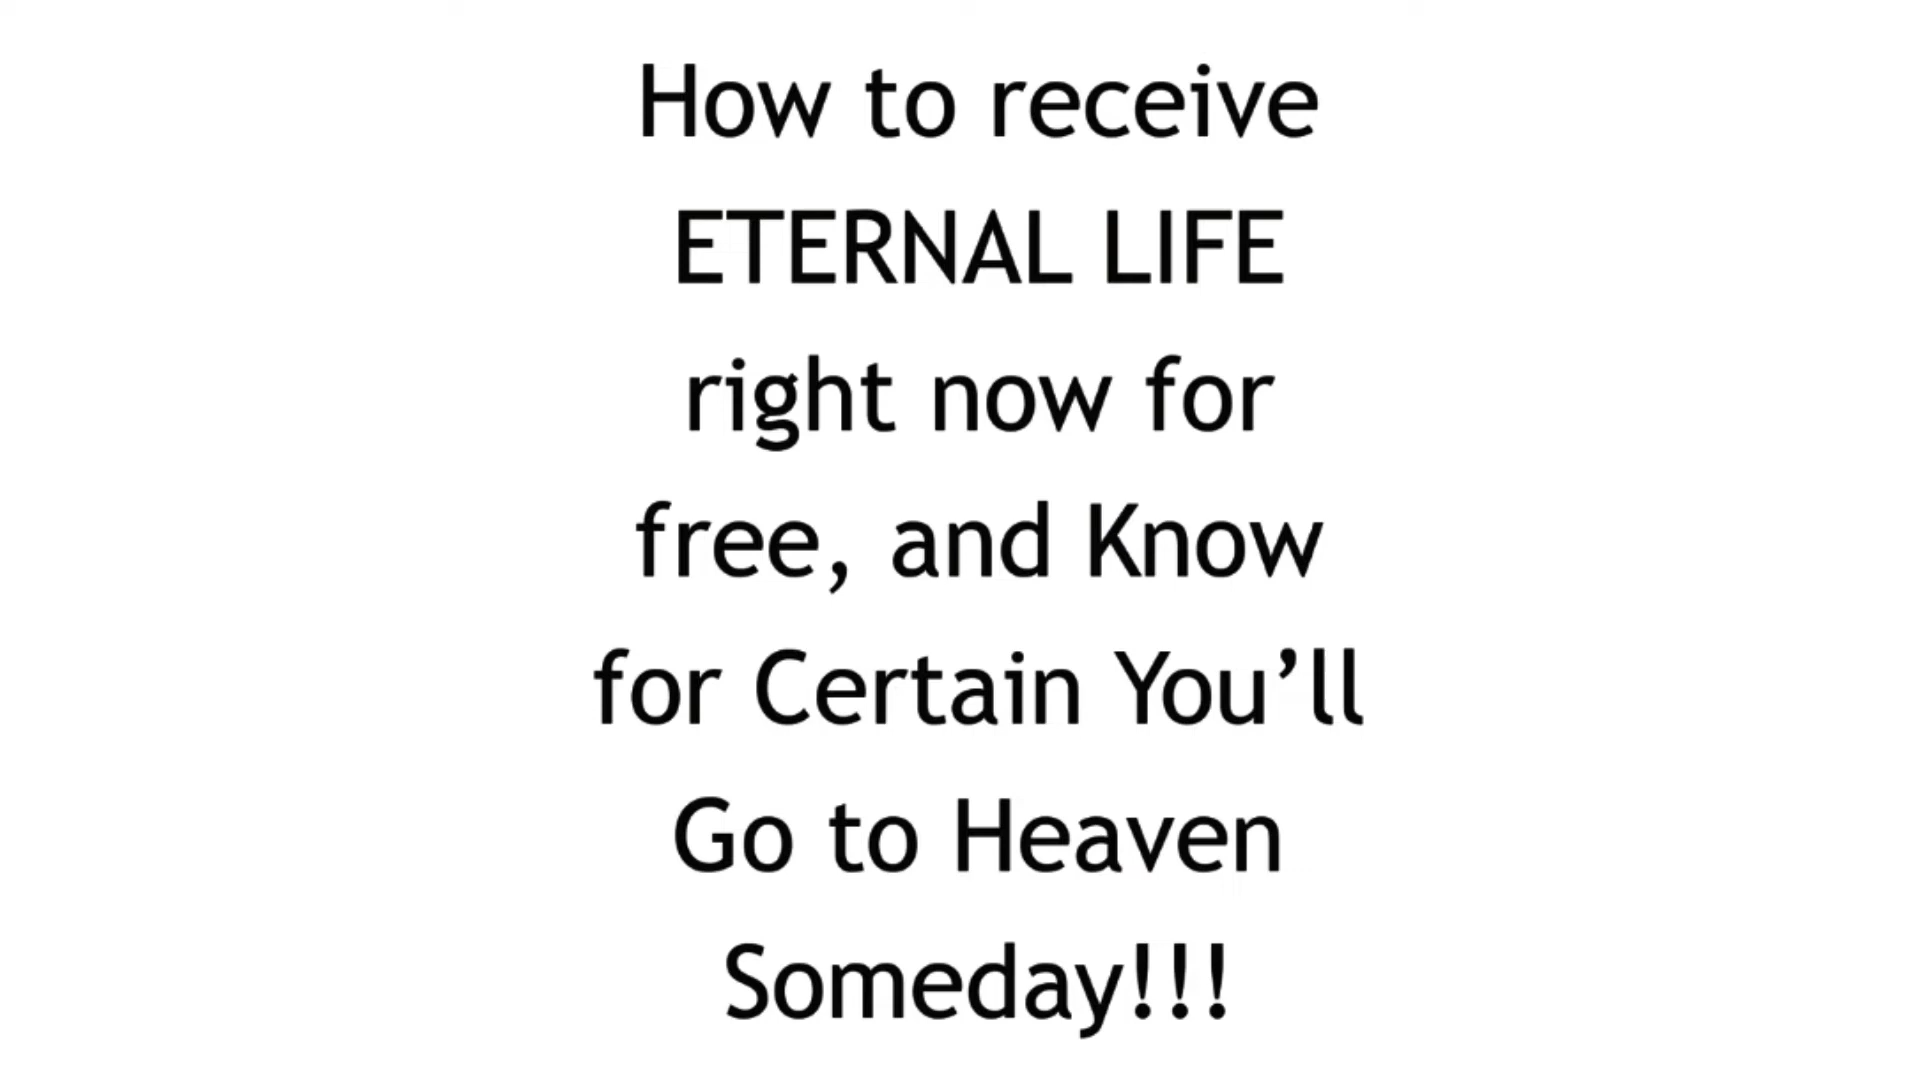 How to receive
ETERNAL LIFE
right now for
free, and Know
for Certain You’ll
Go to Heaven
Someday!!!